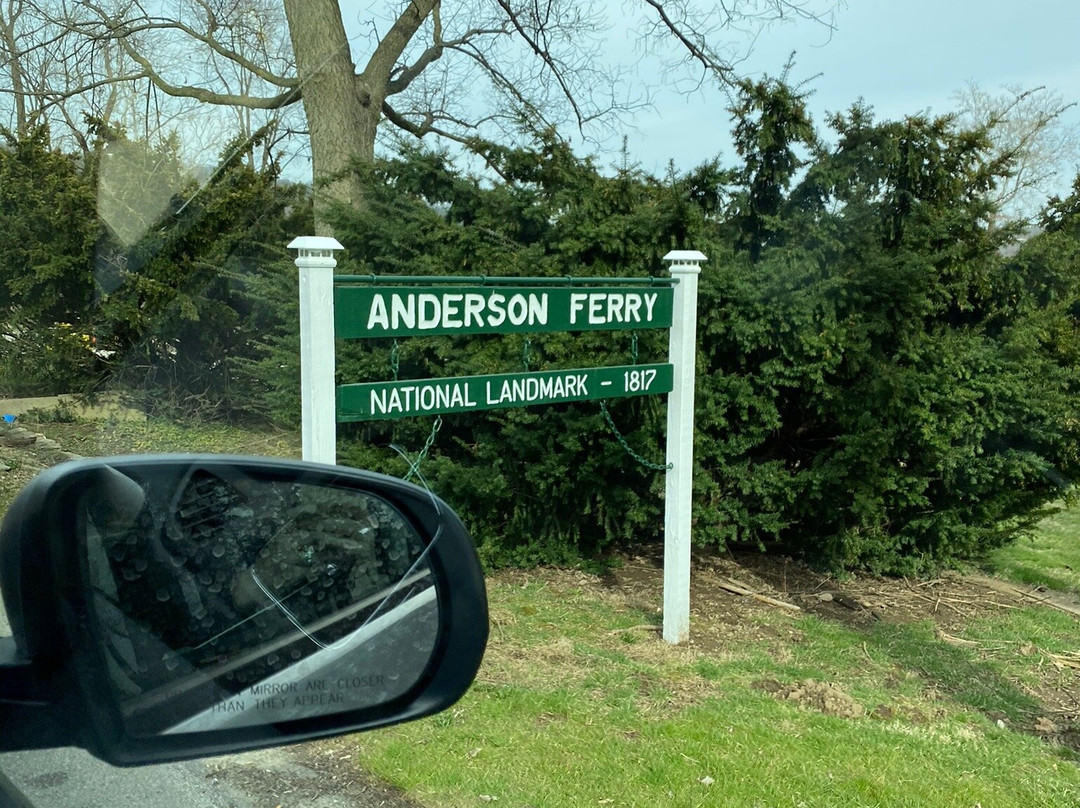 ANDERSON FERRY
NATIONAL LANDMARK – 1817
MIRROR ARE CLOSER
THAN THEY APPEAR